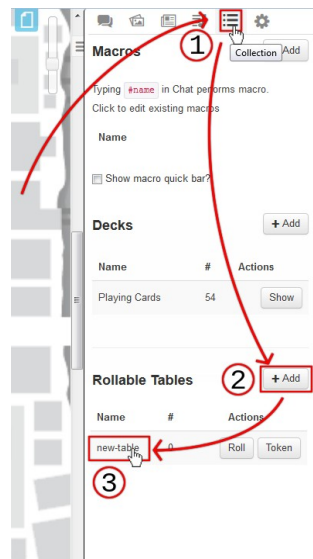 1
Macros
Add
Collection
Typing #name in Chat performs macro.
Click to edit existing macros
Name
Show macro quick bar?
Decks
+ Add
Name # Actions
Playing Cards 54 Show
Rollable Tables
2
+ Add
Name # Actions
new-table 0 Roll Token
3